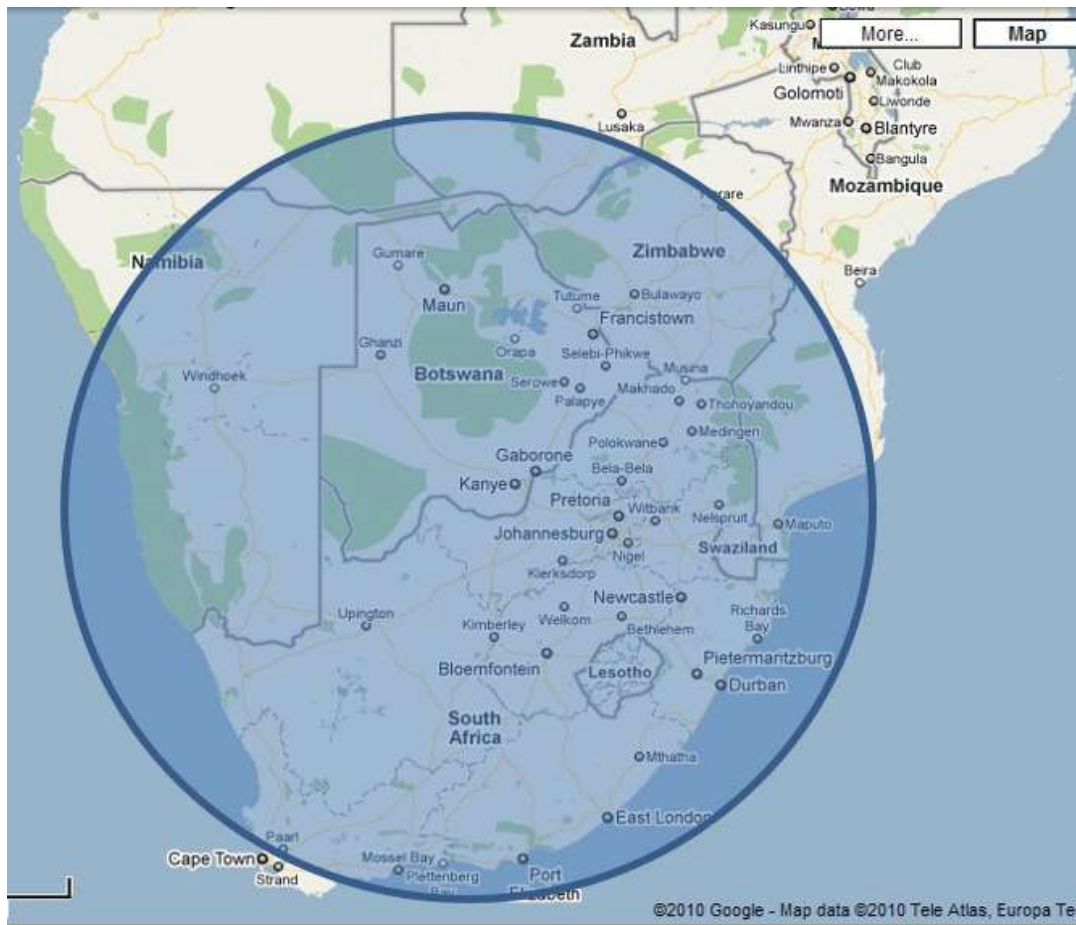 Kasungu
More...
Map
Zambia
Linthipe
Club
Makokola
Golomoti
Liwonde
Lusaka
Mwanza
Blantyre
Bangula
Mozambique
Zimbabwe
Namibia
Gumare
Beira
Maun
Tutume
Bulawayo
Francistown
Ghanzi
Orapa
Selebi-Phikwe
Botswana
Serowe
Musina
Windhoek
Makhado
Palapye
Thohoyandou
Medingen
Polokwane
Gaborone
Bela-Bela
Kanye
Pretoria
Witbank
Nelspruit
Maputo
Johannesburg
Nigel
Swaziland
Klerksdorp
Newcastle
Upington
Kimberley
Welkom
Bethlehem
Richards
Bay
Bloemfontein
Lesotho
Pietermaritzburg
Durban
South
Africa
Mthatha
East London
Paarl
Cape Town
Strand
Mossel Bay
Plettenberg
Bay
Port
Elizabeth
©2010 Google - Map data ©2010 Tele Atlas, Europa Te